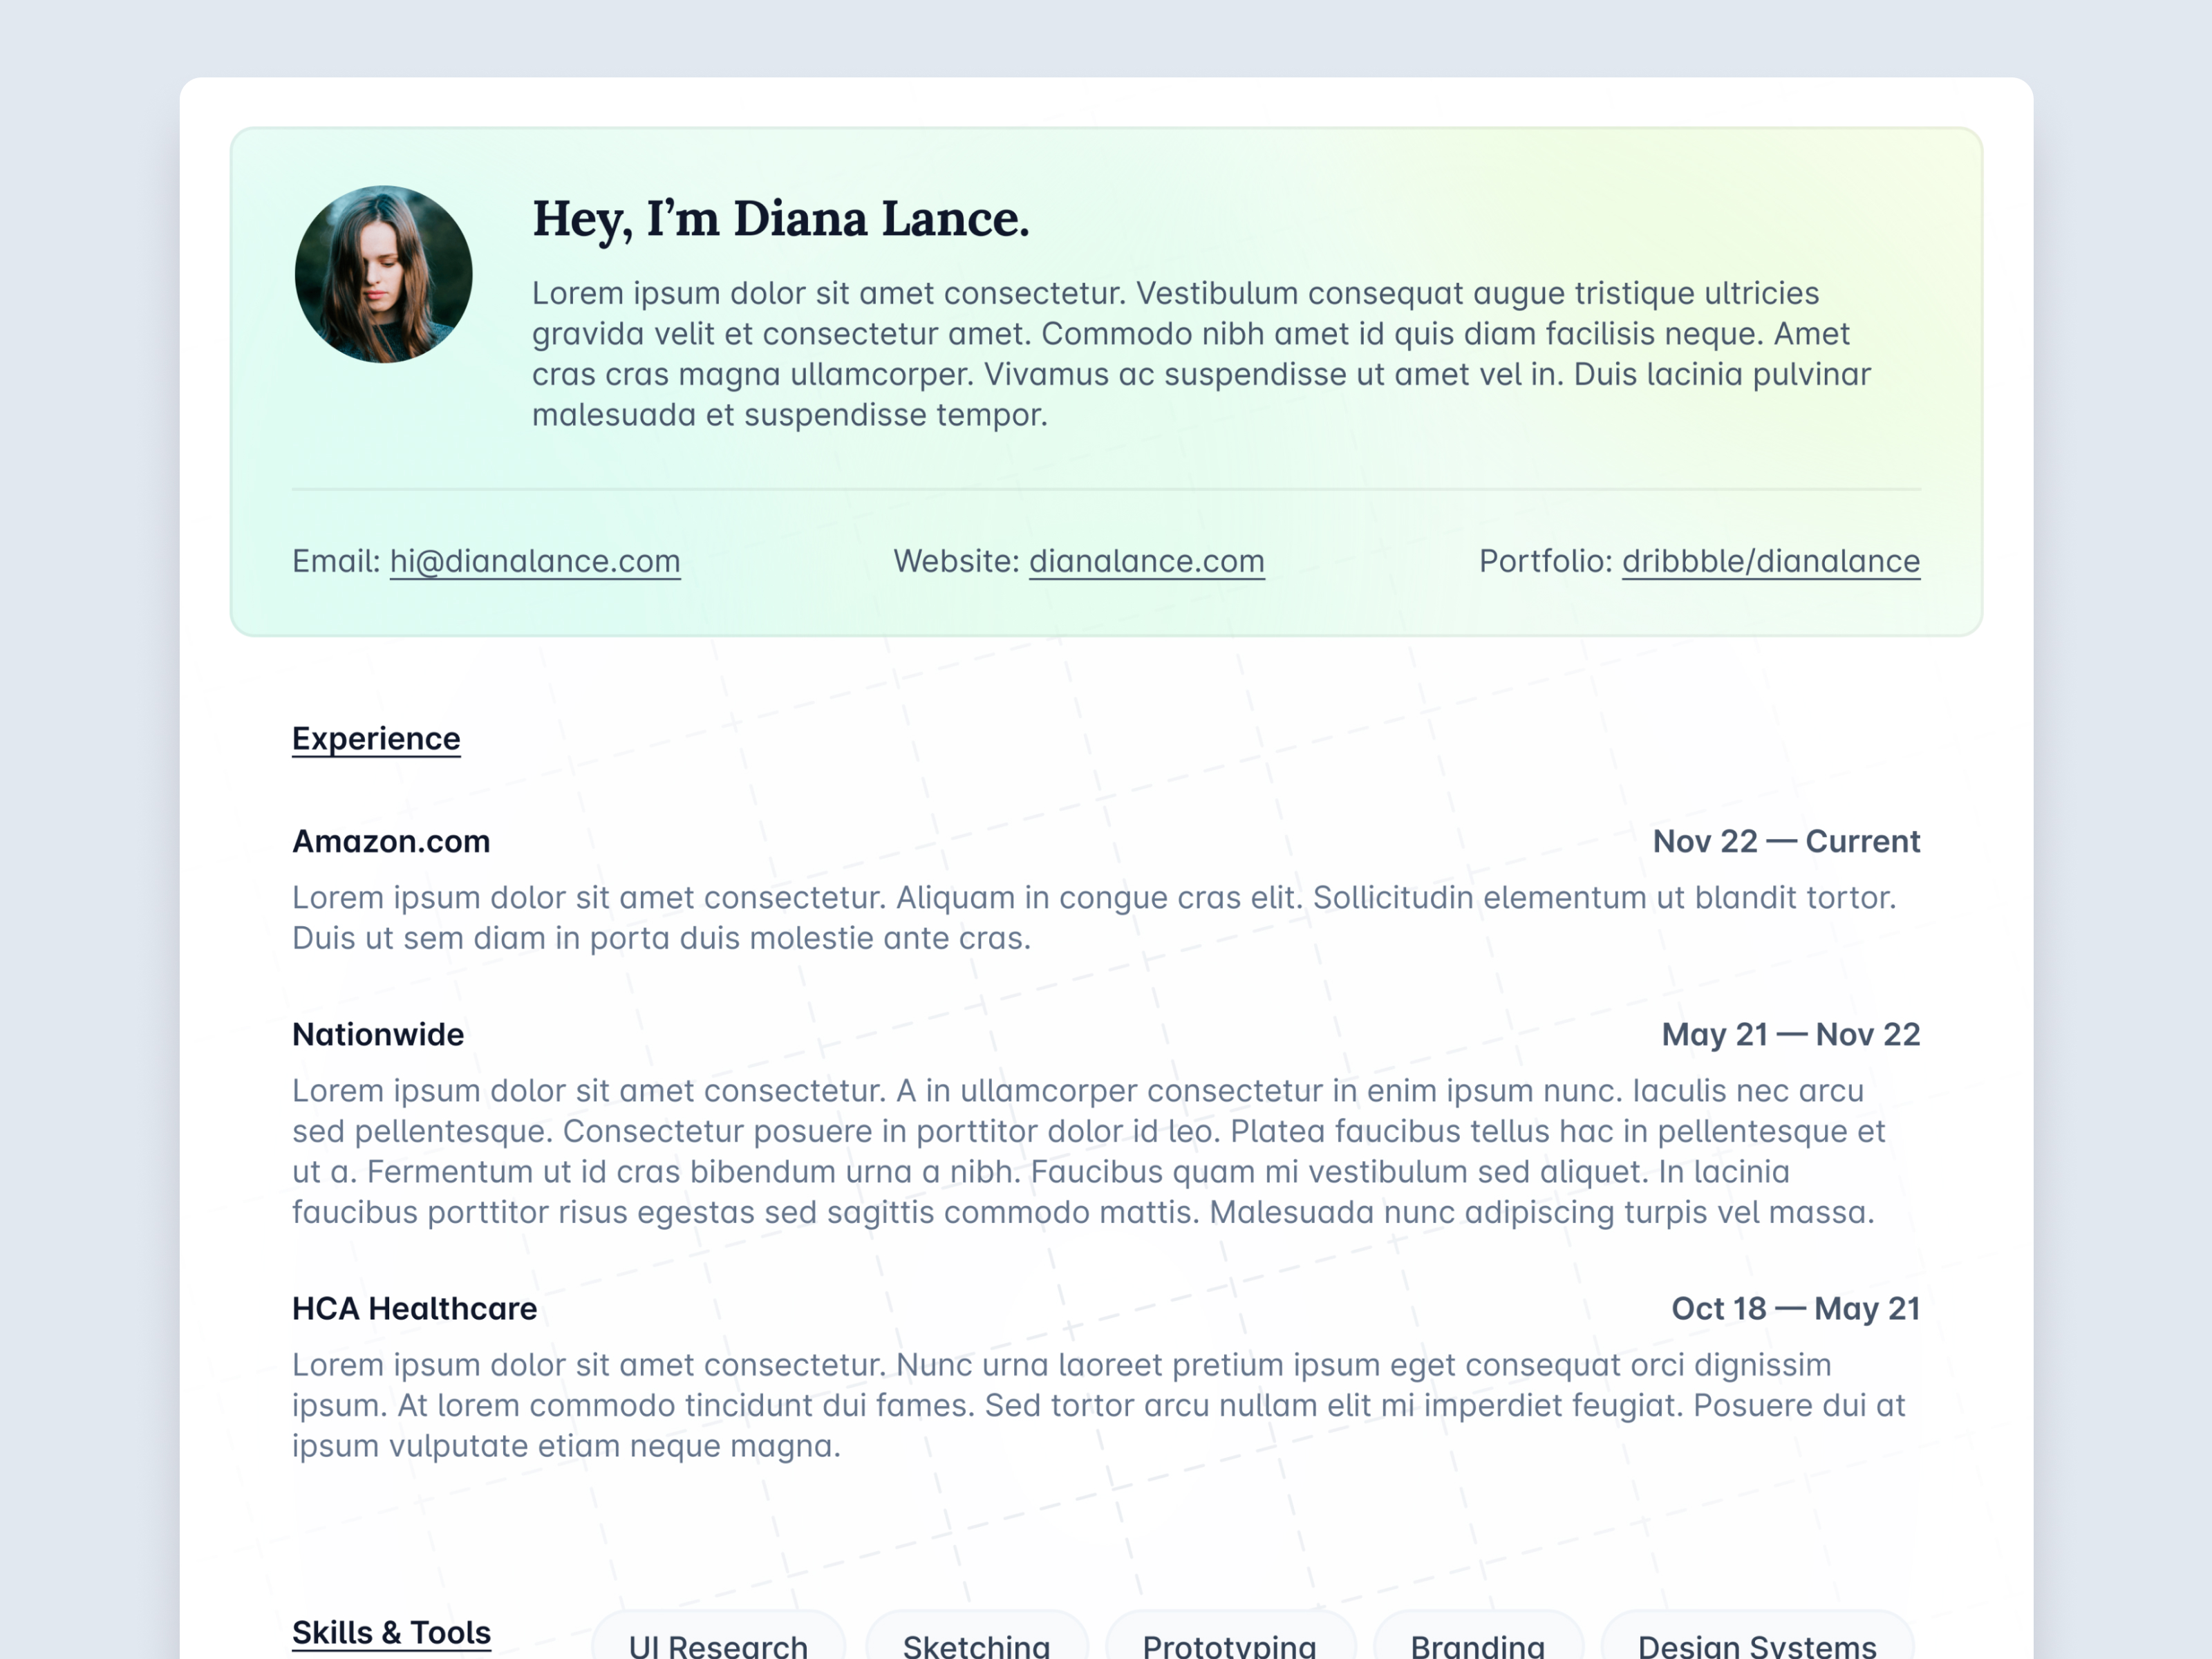 Hey, I’m Diana Lance.
Lorem ipsum dolor sit amet consectetur. Vestibulum consequat augue tristique ultricies
gravida velit et consectetur amet. Commodo nibh amet id quis diam facilisis neque. Amet
cras cras magna ullamcorper. Vivamus ac suspendisse ut amet vel in. Duis lacinia pulvinar
malesuada et suspendisse tempor.
Email: hi@dianalance.com Website: dianalance.com Portfolio: dribbble/dianalance
Experience
Amazon.com Nov 22 — Current
Lorem ipsum dolor sit amet consectetur. Aliquam in congue cras elit. Sollicitudin elementum ut blandit tortor.
Duis ut sem diam in porta duis molestie ante cras.
Nationwide May 21 — Nov 22
Lorem ipsum dolor sit amet consectetur. A in ullamcorper consectetur in enim ipsum nunc. Iaculis nec arcu
sed pellentesque. Consectetur posuere in porttitor dolor id leo. Platea faucibus tellus hac in pellentesque et
ut a. Fermentum ut id cras bibendum urna a nibh. Faucibus quam mi vestibulum sed aliquet. In lacinia
faucibus porttitor risus egestas sed sagittis commodo mattis. Malesuada nunc adipiscing turpis vel massa.
HCA Healthcare Oct 18 — May 21
Lorem ipsum dolor sit amet consectetur. Nunc urna laoreet pretium ipsum eget consequat orci dignissim
ipsum. At lorem commodo tincidunt dui fames. Sed tortor arcu nullam elit mi imperdiet feugiat. Posuere dui at
ipsum vulputate etiam neque magna.
Skills & Tools UI Research Sketching Prototyping Branding Design Systems